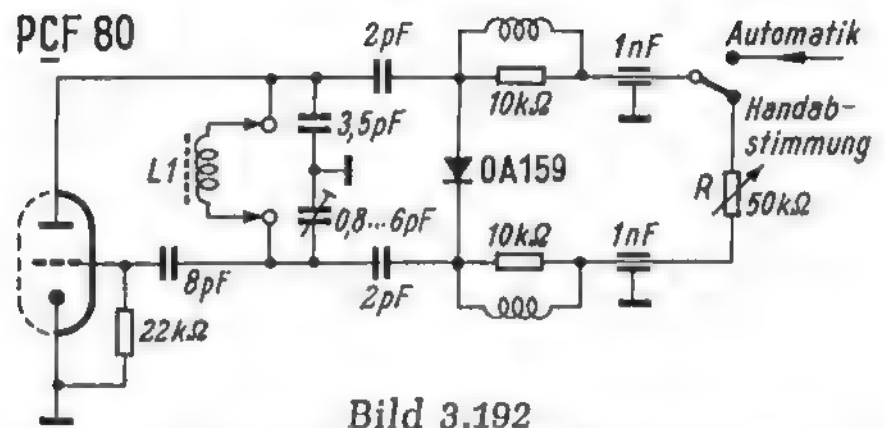 PCF 80
2pF
1nF
Automatik
10kΩ
3,5pF
Handab-
stimmung
L1
OA159
R
50kΩ
0,8...6pF
10kΩ
1nF
8pF
2pF
22kΩ
Bild 3.192